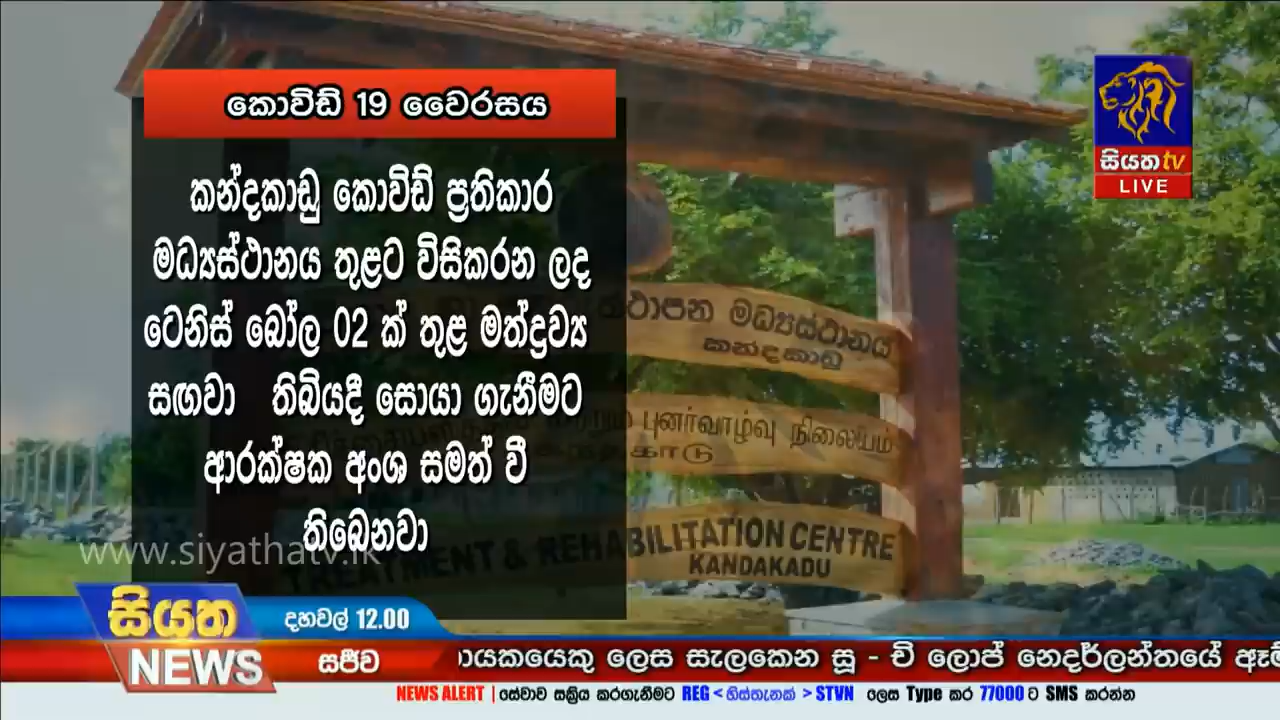 කොවිඩ් 19 වෛරසය
කන්දකාඩු කොවිඩ් ප්‍රතිකාර
මධ්‍යස්ථානය තුළට විසිකරන ලද
ටෙනිස් බෝල 02 ක් තුළ මත්ද්‍රව්‍ය
සඟවා තිබියදී සොයා ගැනීමට
ආරක්ෂක අංශ සමත් වී
තිබෙනවා
සියත tv
LIVE
මධ්‍යස්ථානය
කන්දකාඩු
மற்றும் புனர்வாழ்வு நிலையம்
TREATMENT & REHABILITATION CENTRE
KANDAKADU
www.siyathatv.lk
සියත
NEWS
දහවල් 12.00
සජීව
ලෙස සැලකෙන සූ - චි ලොප් නෙදර්ලන්තයේ
NEWS ALERT | සේවාව සක්‍රිය කරගැනීමට REG < හිස්තැනක් > STVN ලෙස Type කර 77000 ට SMS කරන්න